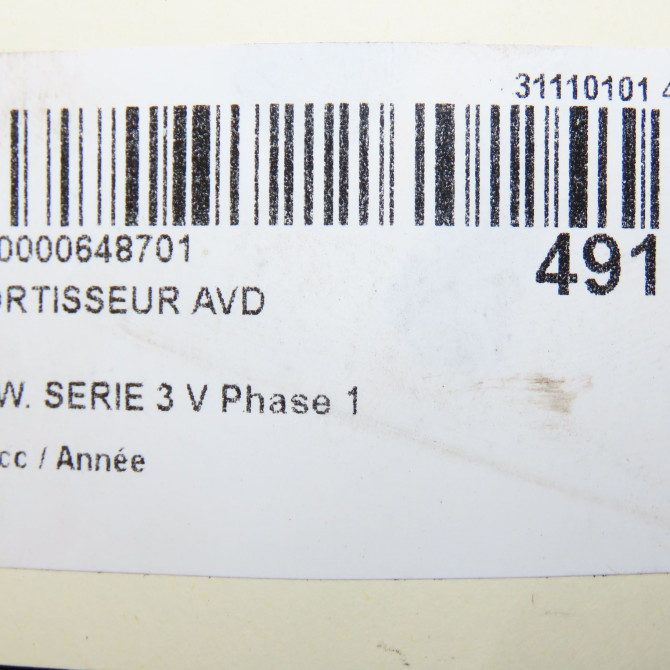 31110101 4
0000648701
491
ORTISSEUR AVD
W. SERIE 3 V Phase 1
cc / Année